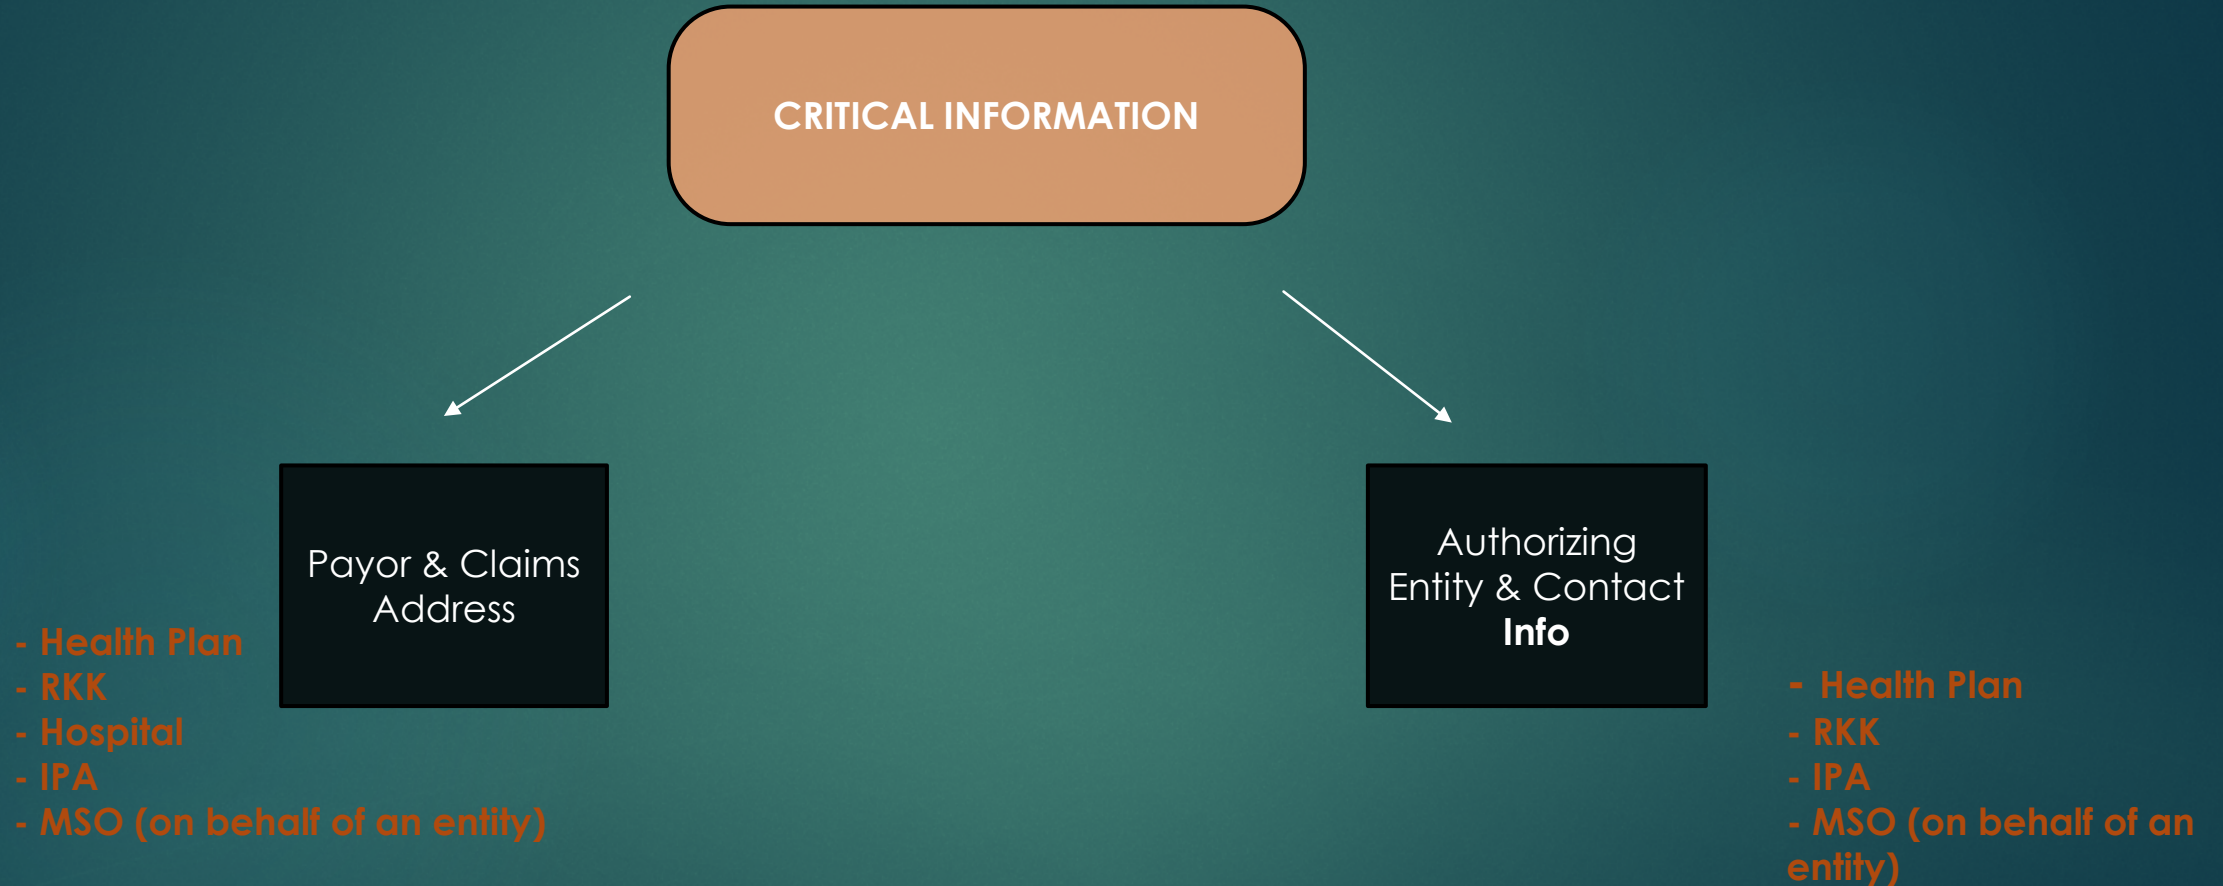 CRITICAL INFORMATION
Payor & Claims
Address
- Health Plan
- RKK
- Hospital
- IPA
- MSO (on behalf of an entity)
Authorizing
Entity & Contact
Info
- Health Plan
- RKK
- IPA
- MSO (on behalf of an
entity)